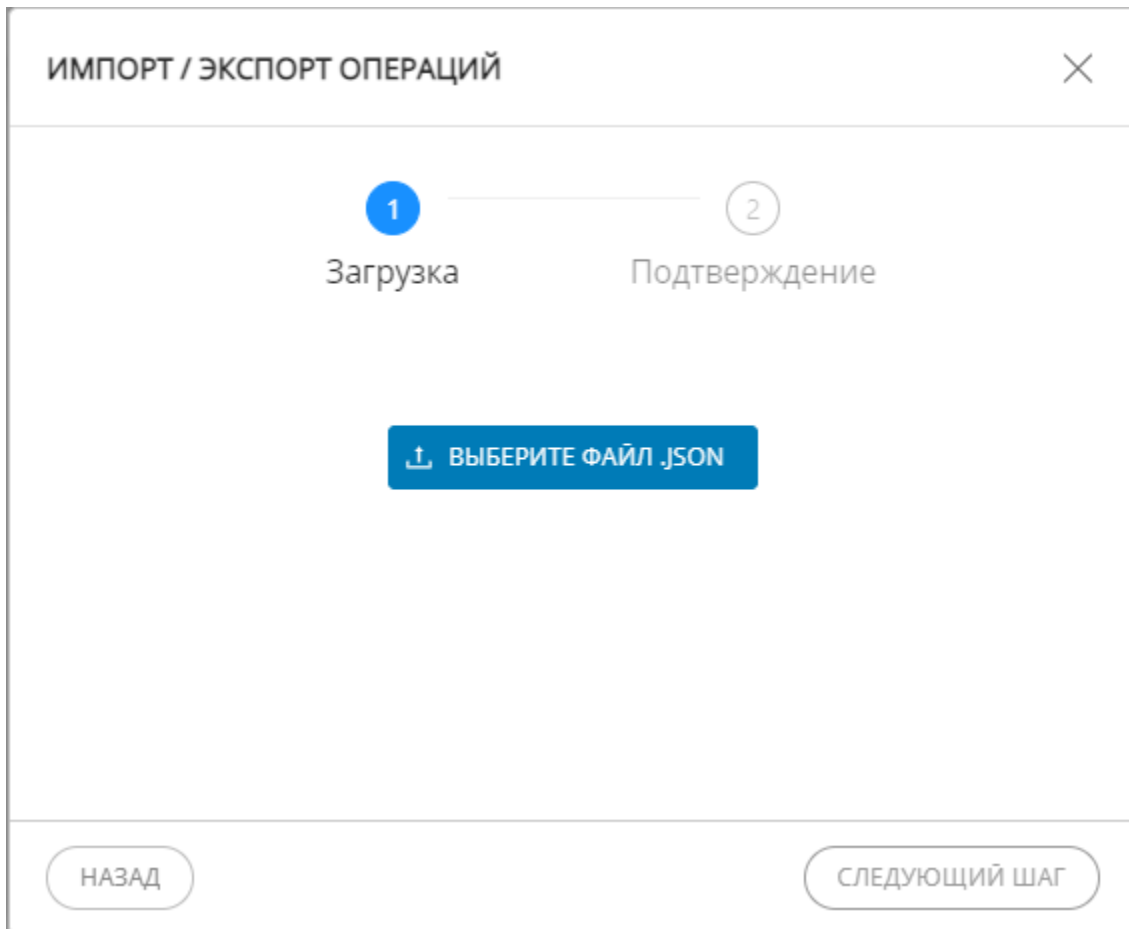 ИМПОРТ / ЭКСПОРТ ОПЕРАЦИЙ
1 2
Загрузка Подтверждение
ВЫБЕРИТЕ ФАЙЛ .JSON
НАЗАД СЛЕДУЮЩИЙ ШАГ